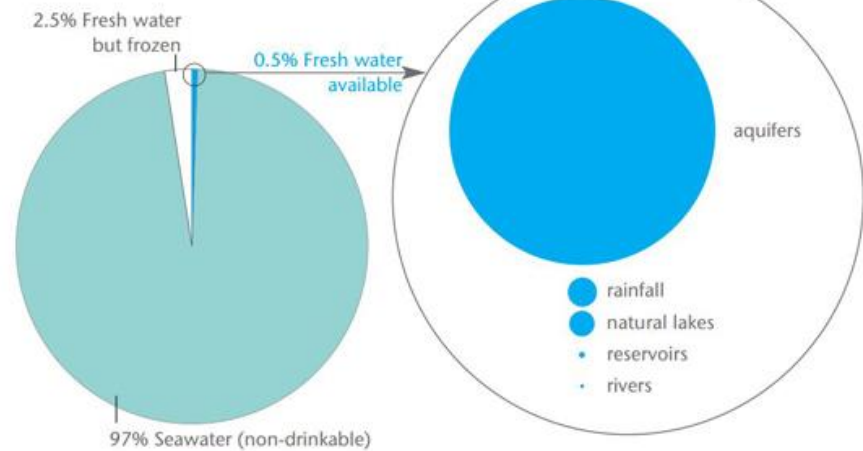 2.5% Fresh water
but frozen
0.5% Fresh water
available
aquifers
rainfall
natural lakes
reservoirs
rivers
97% Seawater (non-drinkable)